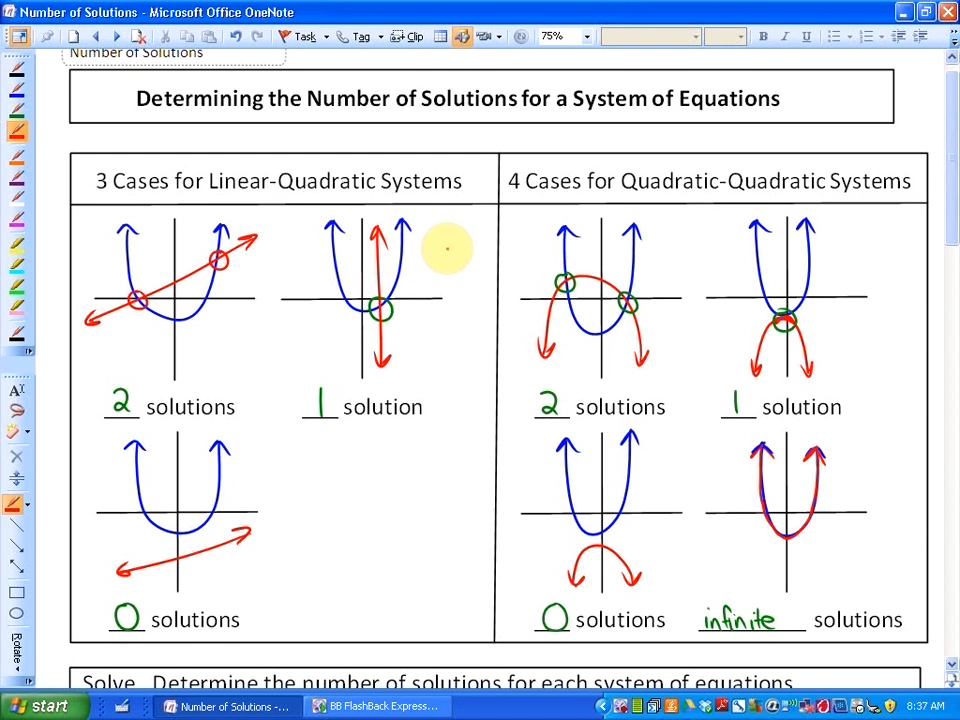 Number of Solutions - Microsoft Office OneNote
Task Tag Clip 75% B I U
Number of Solutions
Determining the Number of Solutions for a System of Equations
3 Cases for Linear-Quadratic Systems
4 Cases for Quadratic-Quadratic Systems
2 solutions
1 solution
2 solutions
1 solution
0 solutions
0 solutions
infinite solutions
Solve. Determine the number of solutions for each system of equations
Rotate
start
Number of Solutions -...
BB FlashBack Express...
8:37 AM